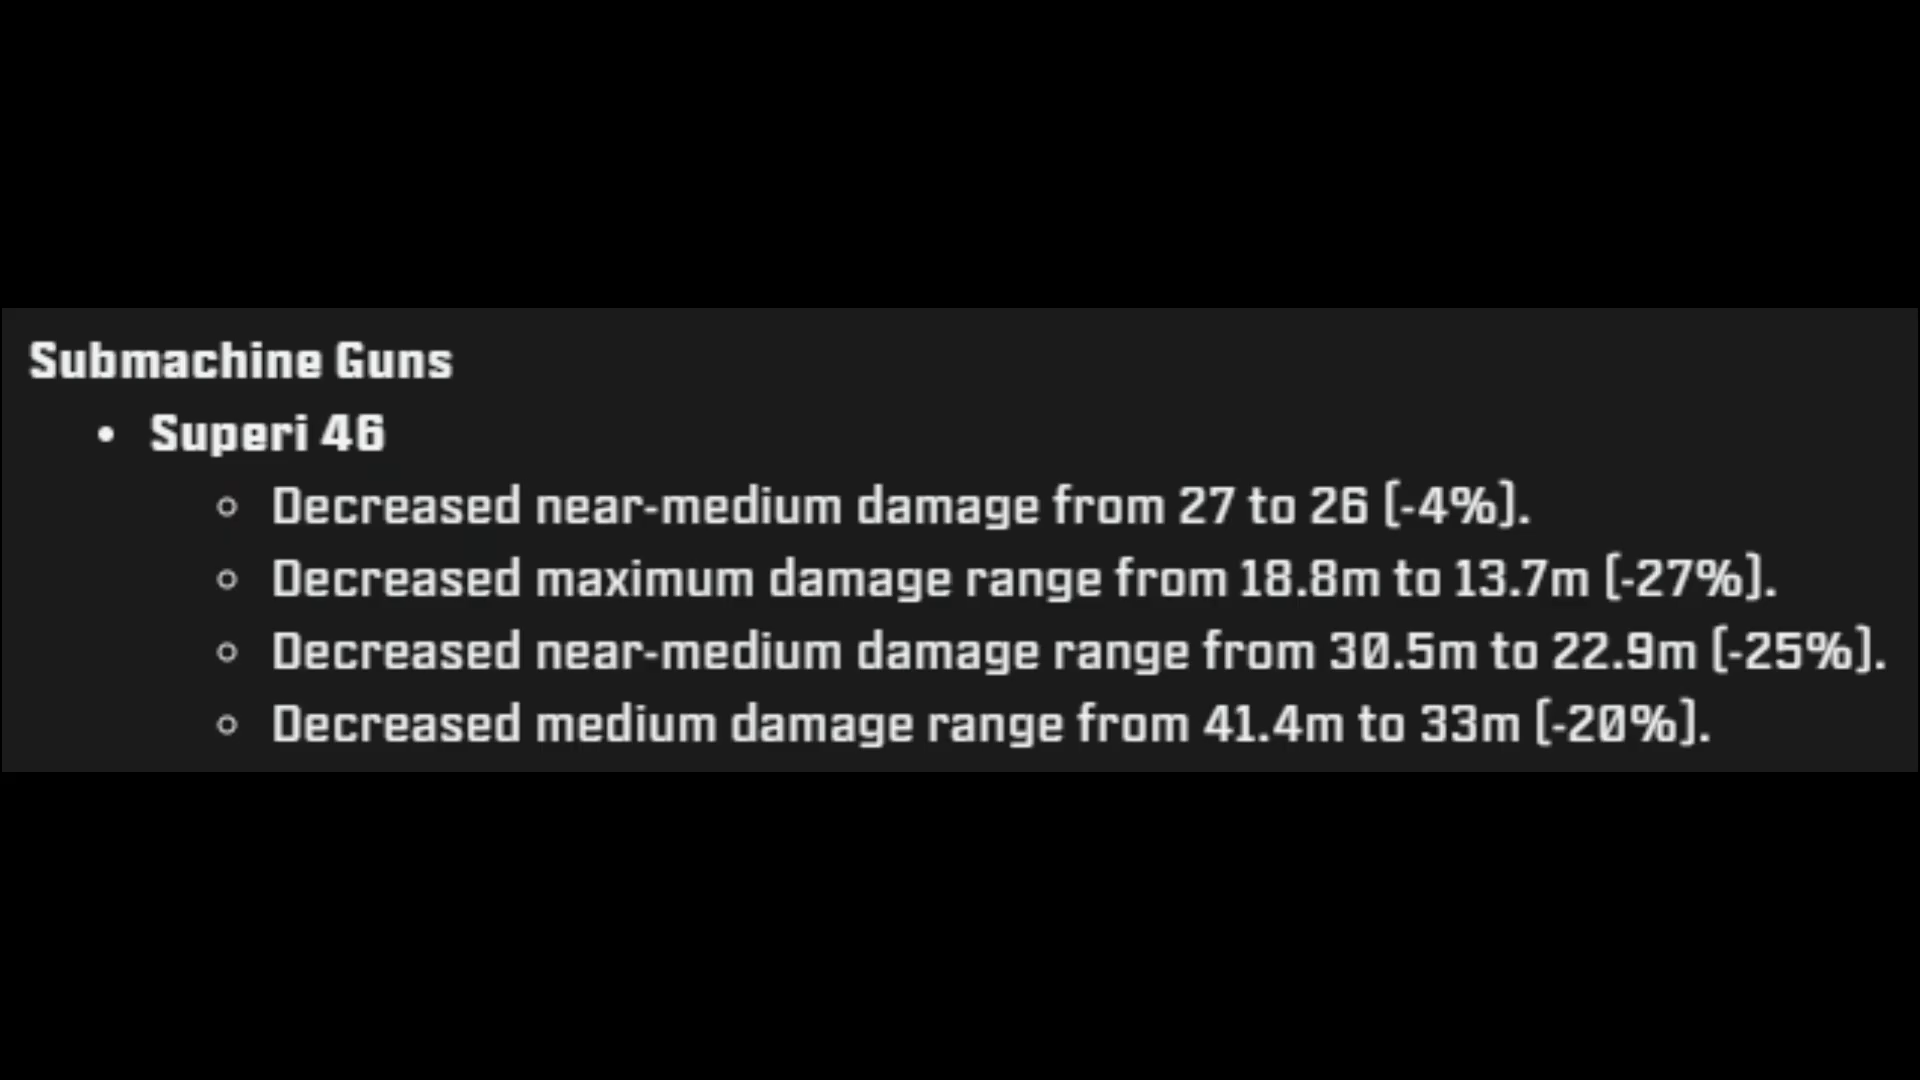 Submachine Guns
• Superi 46
○ Decreased near-medium damage from 27 to 26 (-4%).
○ Decreased maximum damage range from 18.8m to 13.7m (-27%).
○ Decreased near-medium damage range from 30.5m to 22.9m (-25%).
○ Decreased medium damage range from 41.4m to 33m (-20%).